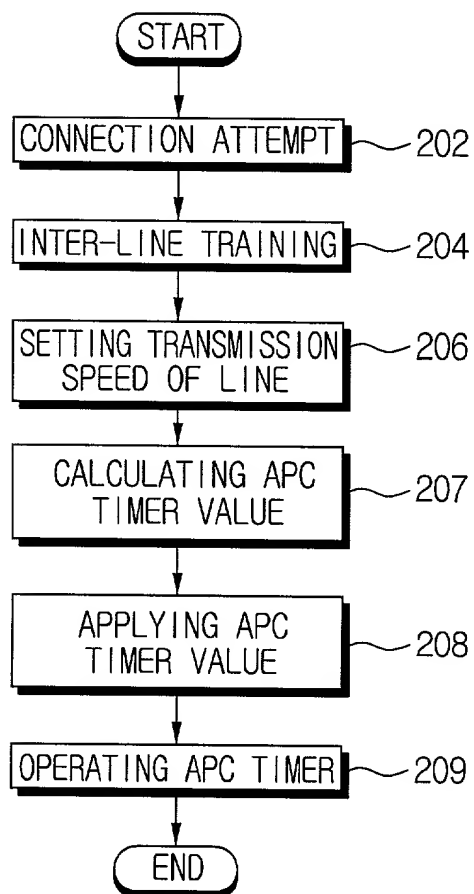 START
CONNECTION ATTEMPT
202
INTER-LINE TRAINING
204
SETTING TRANSMISSION
SPEED OF LINE
206
CALCULATING APC
TIMER VALUE
207
APPLYING APC
TIMER VALUE
208
OPERATING APC TIMER
209
END